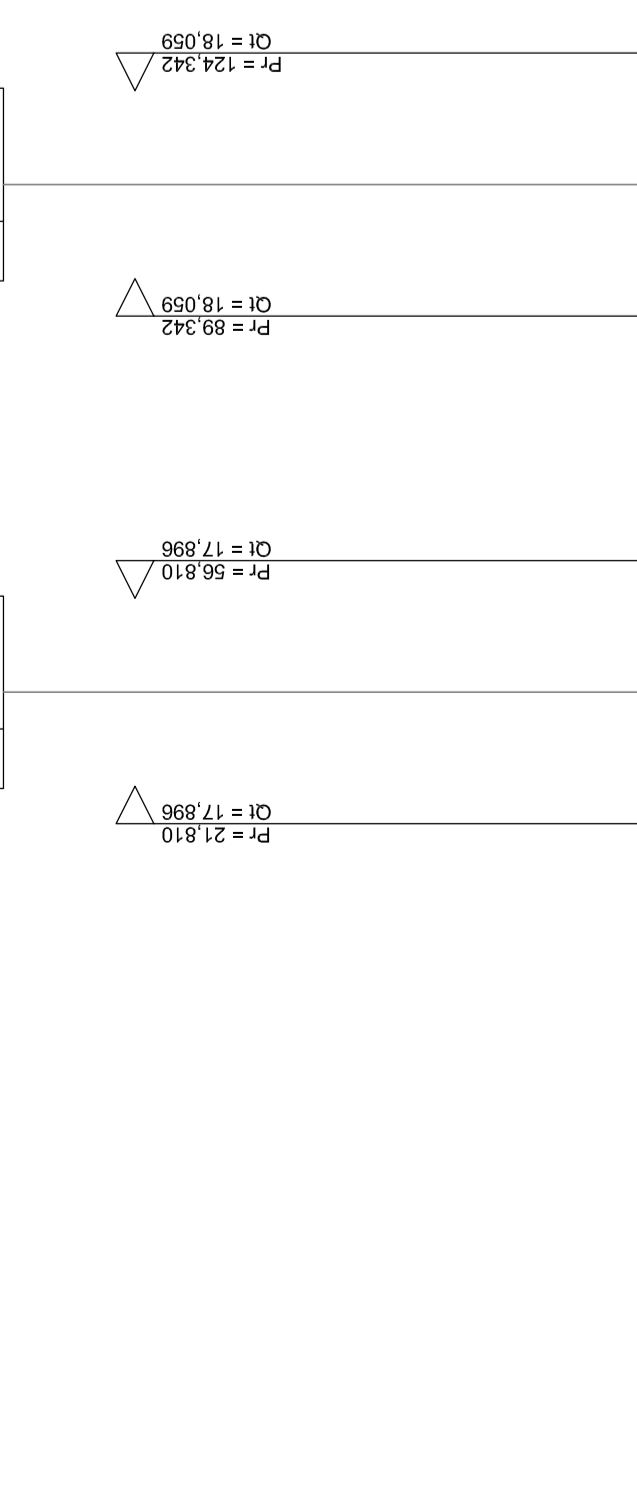 Pr = 21,810
Qt = 17,896
Pr = 56,810
Qt = 17,896
Pr = 89,342
Qt = 18,059
Pr = 124,342
Qt = 18,059